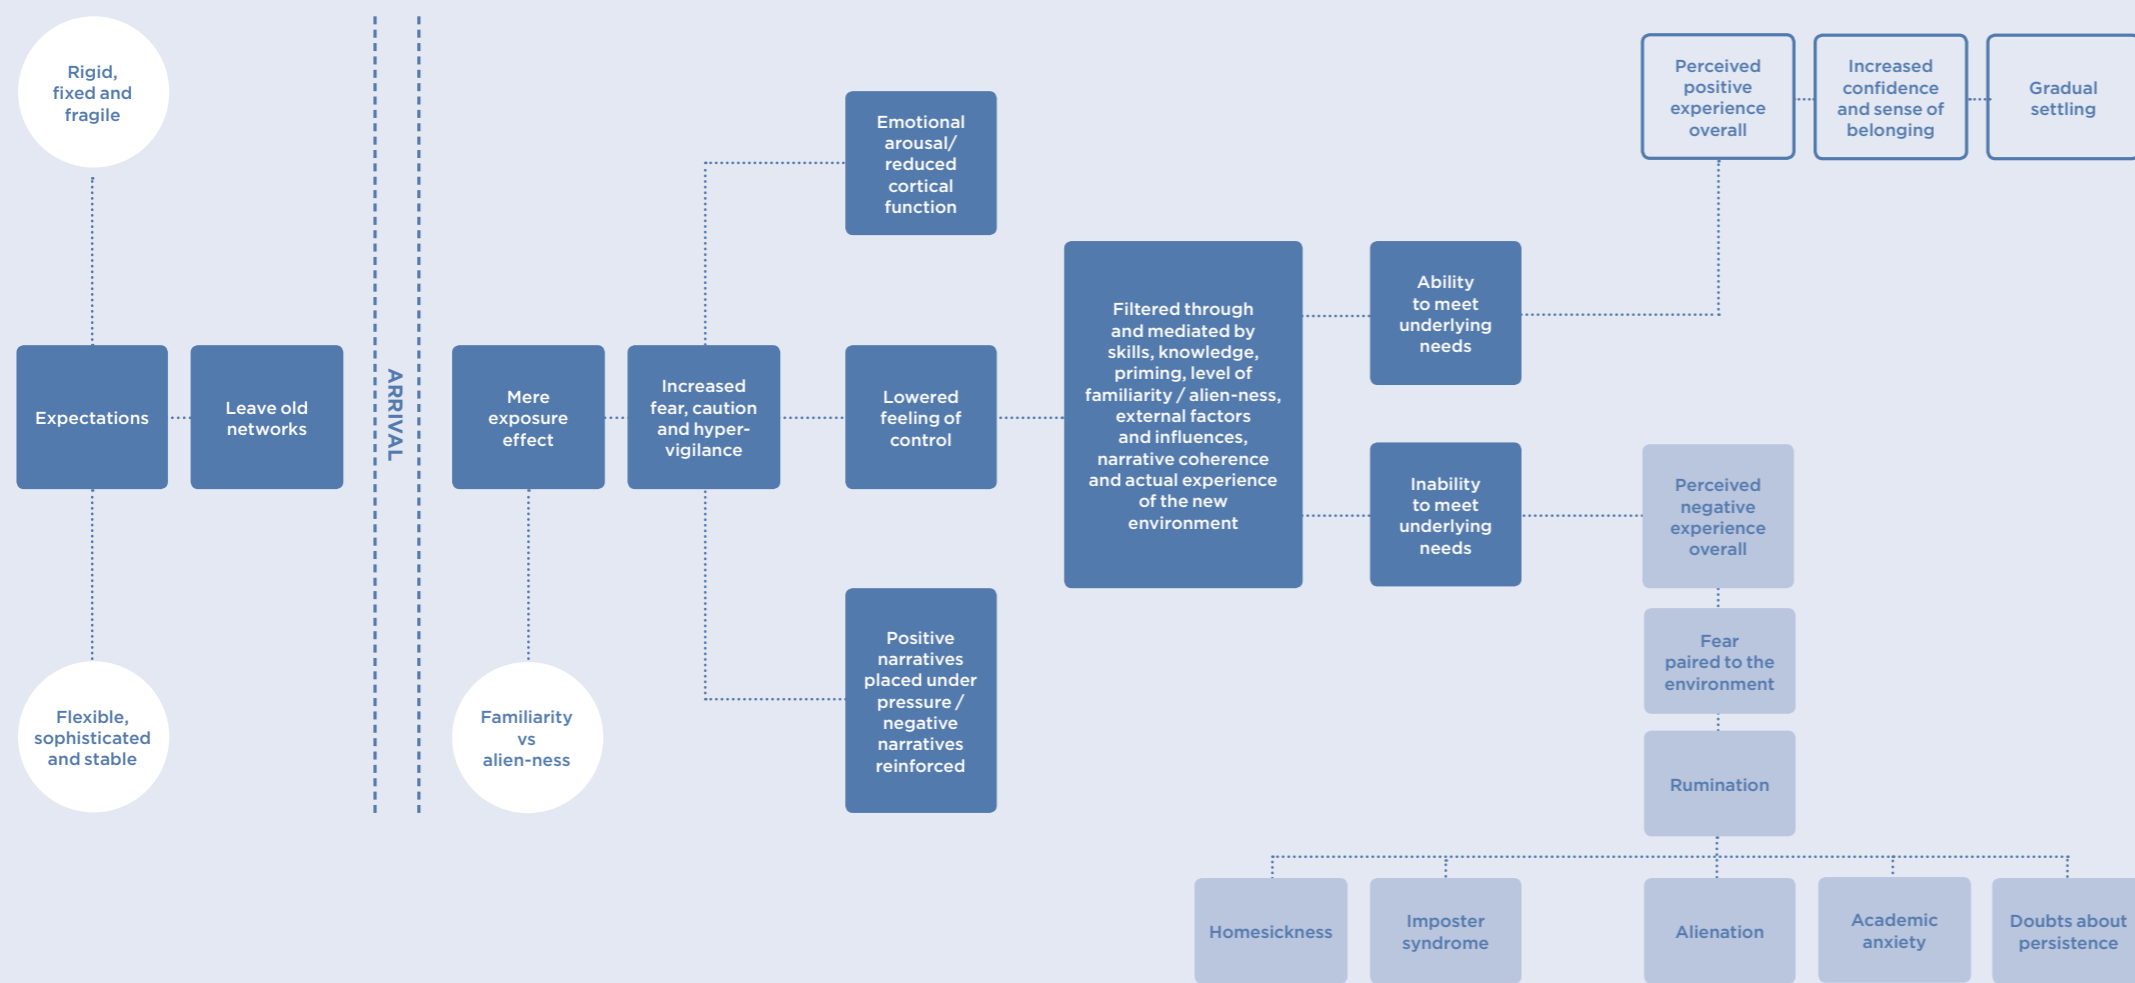 Rigid,
fixed and
fragile
Expectations
Flexible,
sophisticated
and stable
Leave old
networks
ARRIVAL
Mere
exposure
effect
Familiarity
vs
alien-ness
Increased
fear, caution
and hyper-
vigilance
Emotional
arousal/
reduced
cortical
function
Lowered
feeling of
control
Positive
narratives
placed under
pressure /
negative
narratives
reinforced
Filtered through
and mediated by
skills, knowledge,
priming, level of
familiarity / alien-ness,
external factors
and influences,
narrative coherence
and actual experience
of the new
environment
Ability
to meet
underlying
needs
Inability
to meet
underlying
needs
Perceived
positive
experience
overall
Increased
confidence
and sense of
belonging
Gradual
settling
Perceived
negative
experience
overall
Fear
paired to the
environment
Rumination
Homesickness
Imposter
syndrome
Alienation
Academic
anxiety
Doubts about
persistence